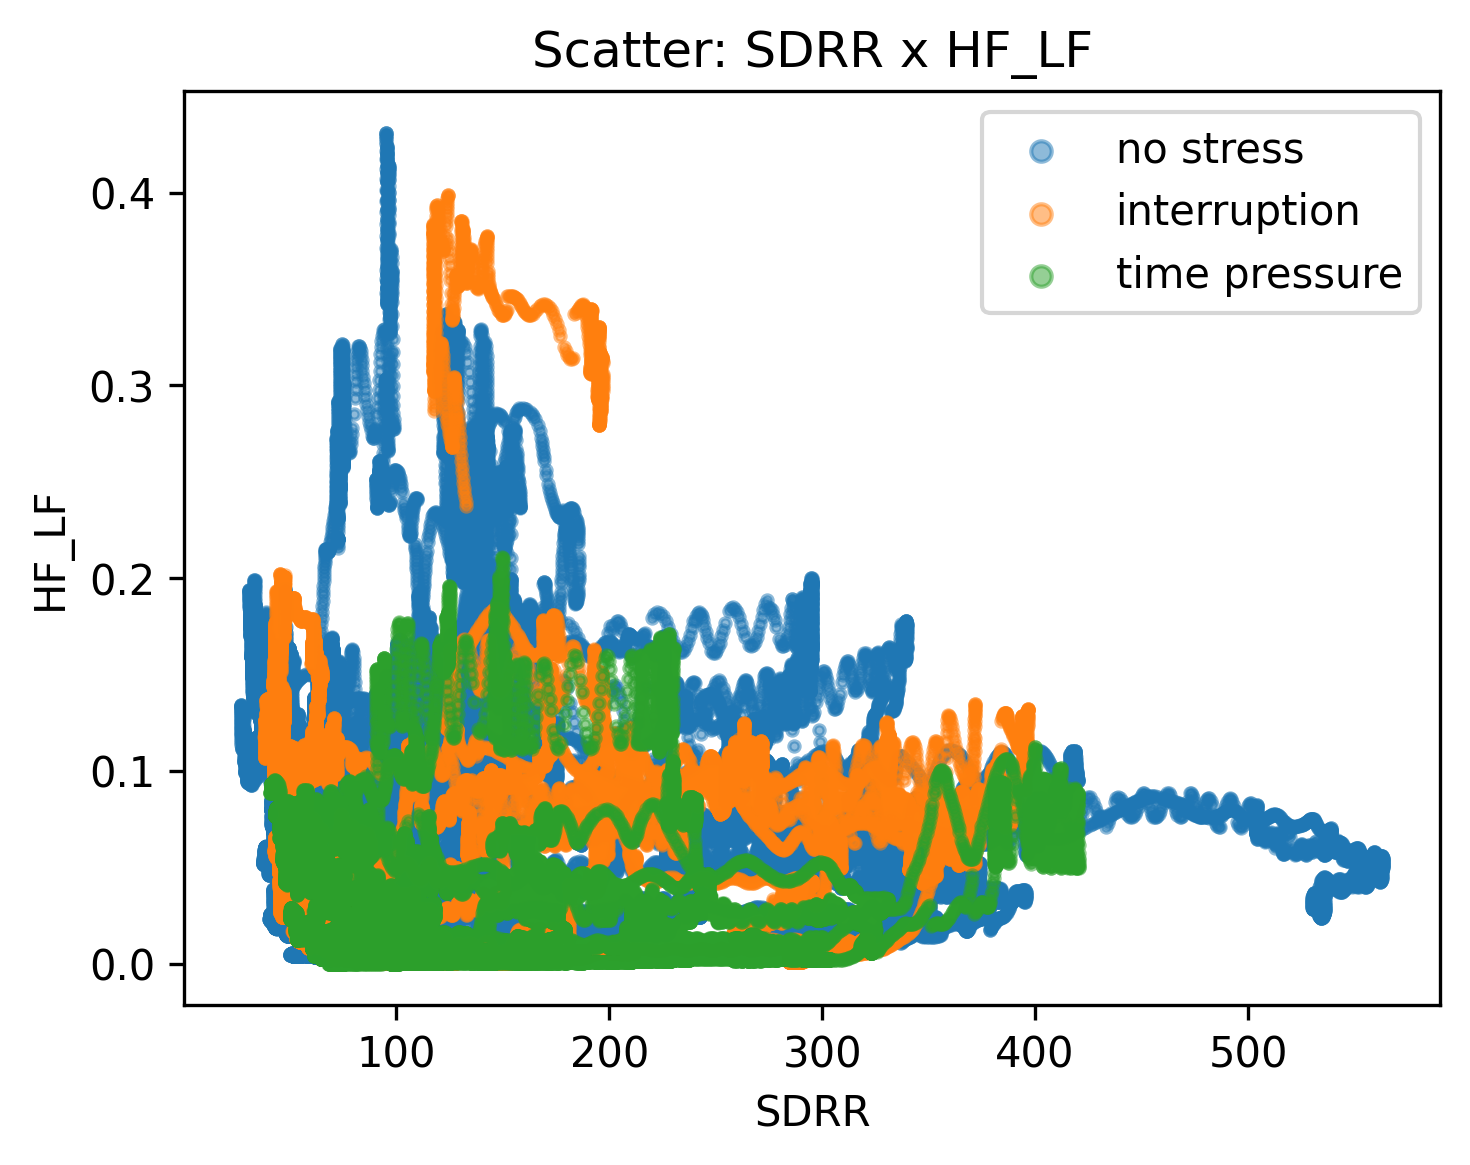 Scatter: SDRR x HF_LF
no stress
interruption
time pressure
HF_LF
0.4
0.3
0.2
0.1
0.0
100 200 300 400 500
SDRR